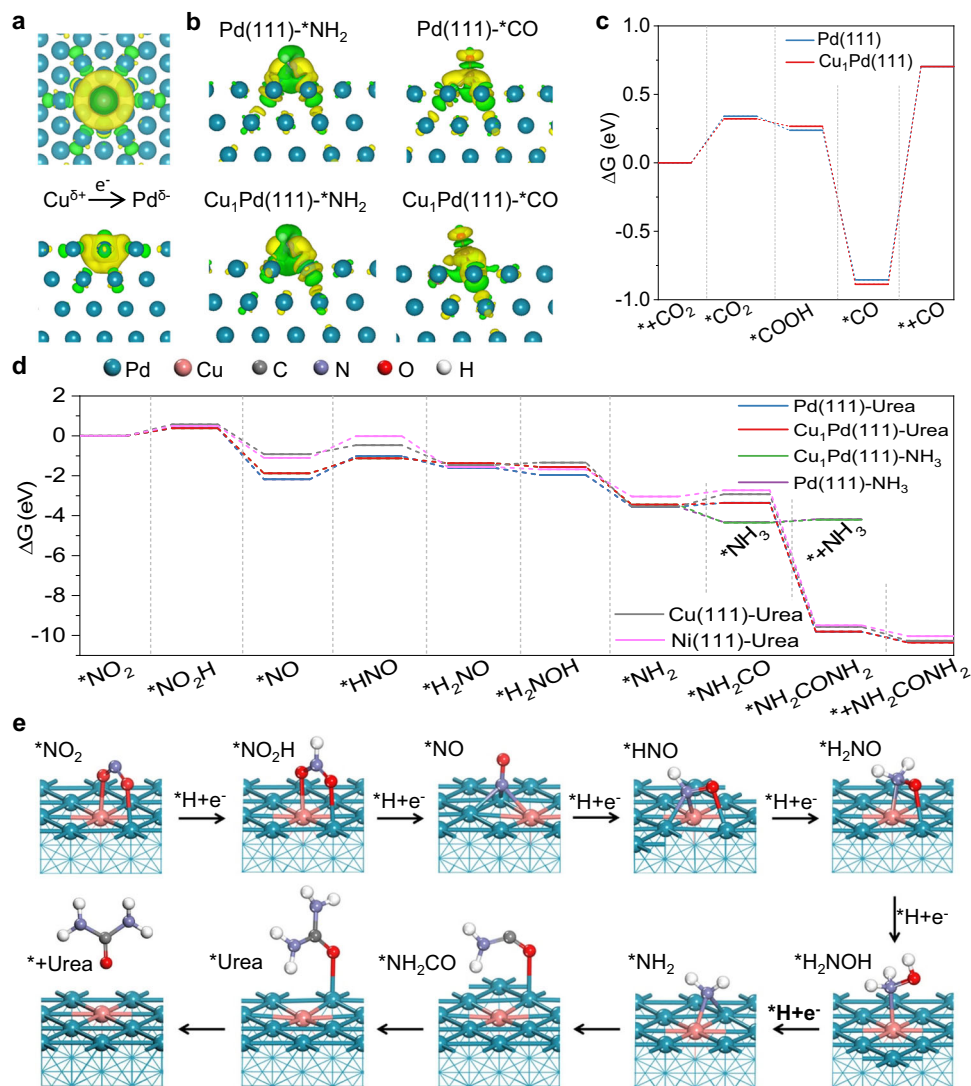 a
Cuδ+ e- → Pdδ-
b
Pd(111)-*NH2
Pd(111)-*CO
Cu1Pd(111)-*NH2
Cu1Pd(111)-*CO
c
Pd(111)
Cu1Pd(111)
1.0
0.5
0.0
-0.5
-1.0
ΔG (eV)
*+CO2
*CO2
*COOH
*CO
*+CO
d
Pd
Cu
C
N
O
H
2
0
-2
-4
-6
-8
-10
ΔG (eV)
Pd(111)-Urea
Cu1Pd(111)-Urea
Cu1Pd(111)-NH3
Pd(111)-NH3
*NH3
*+NH3
Cu(111)-Urea
Ni(111)-Urea
*NO2
*NO2H
*NO
*HNO
*H2NO
*H2NOH
*NH2
*NH2CO
*NH2CONH2
*+NH2CONH2
e
*NO2
*H+e-
*NO2H
*H+e-
*NO
*H+e-
*HNO
*H+e-
*H2NO
*H+e-
*+Urea
*Urea
*NH2CO
*NH2
*H+e-
*H2NOH